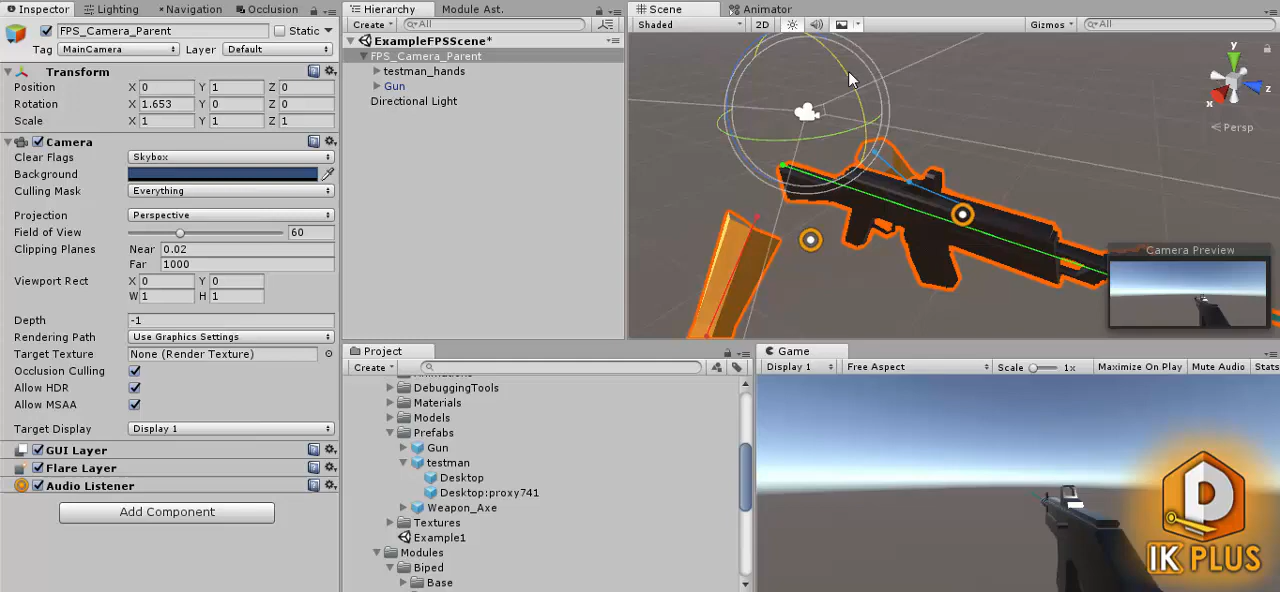 Inspector Lighting Navigation Occlusion
FPS_Camera_Parent Static
Tag MainCamera Layer Default
Transform
Position X 0 Y 1 Z 0
Rotation X 1.653 Y 0 Z 0
Scale X 1 Y 1 Z 1
Camera
Clear Flags Skybox
Background
Culling Mask Everything
Projection Perspective
Field of View 60
Clipping Planes Near 0.02
Far 1000
Viewport Rect X 0 Y 0
W 1 H 1
Depth -1
Rendering Path Use Graphics Settings
Target Texture None (Render Texture)
Occlusion Culling
Allow HDR
Allow MSAA
Target Display Display 1
GUI Layer
Flare Layer
Audio Listener
Add Component
Hierarchy Module Ast.
Create All
ExampleFPSScene*
FPS_Camera_Parent
testman_hands
Gun
Directional Light
Project
Create
DebuggingTools
Materials
Models
Prefabs
Gun
testman
Desktop
Desktop:proxy741
Weapon_Axe
Textures
Example1
Modules
Biped
Base
Scene Animator
Shaded 2D Gizmos All
y
x z
Persp
Camera Preview
Game
Display 1 Free Aspect Scale 1x Maximize On Play Mute Audio Stats
IK PLUS